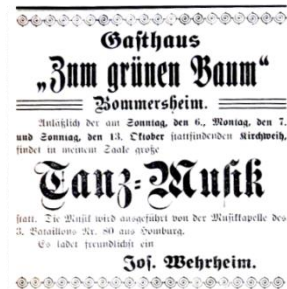 Gasthaus
„Zum grünen Baum“
Bommersheim.
Anläßlich der am Sonntag, den 6., Montag, den 7.
und Sonntag, den 13. Oktober stattfindenden Kirchweih,
findet in meinem Saale große
Tanz-Musik
statt. Die Musik wird ausgeführt von der Musikkapelle des
3. Bataillons Nr. 80 aus Homburg.
Es ladet freundlichst ein
Jos. Wehrheim.